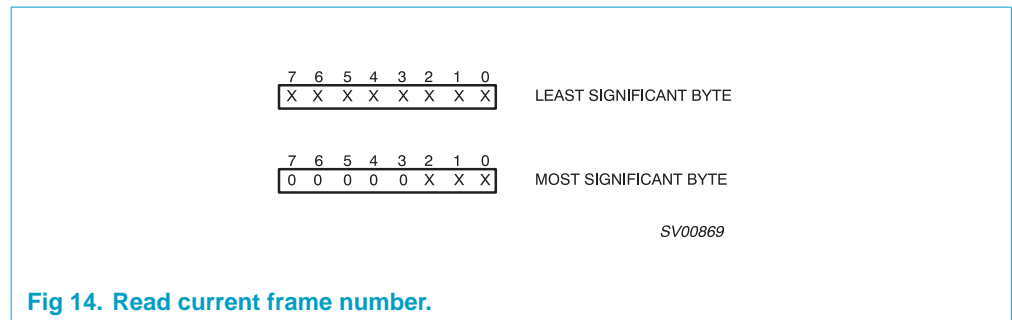 7 6 5 4 3 2 1 0
X X X X X X X X LEAST SIGNIFICANT BYTE
7 6 5 4 3 2 1 0
0 0 0 0 0 X X X MOST SIGNIFICANT BYTE
SV00869
Fig 14. Read current frame number.